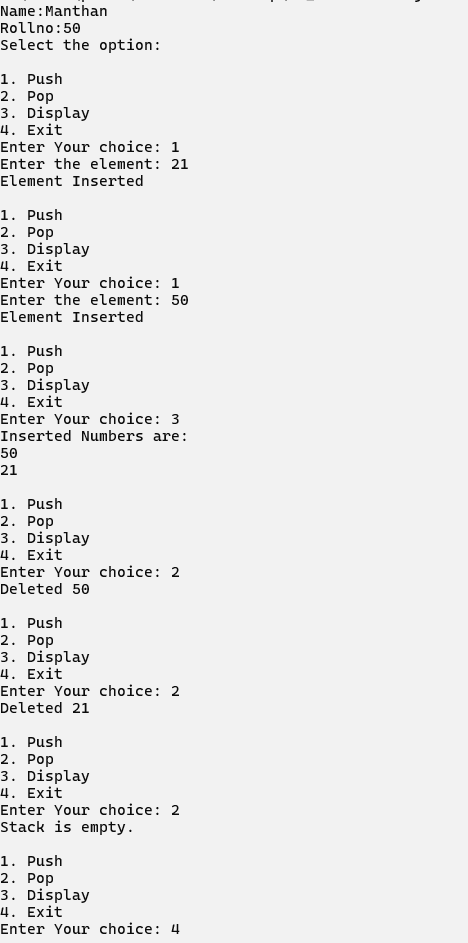 Name:Manthan
Rollno:50
Select the option:

1. Push
2. Pop
3. Display
4. Exit
Enter Your choice: 1
Enter the element: 21
Element Inserted

1. Push
2. Pop
3. Display
4. Exit
Enter Your choice: 1
Enter the element: 50
Element Inserted

1. Push
2. Pop
3. Display
4. Exit
Enter Your choice: 3
Inserted Numbers are:
50
21

1. Push
2. Pop
3. Display
4. Exit
Enter Your choice: 2
Deleted 50

1. Push
2. Pop
3. Display
4. Exit
Enter Your choice: 2
Deleted 21

1. Push
2. Pop
3. Display
4. Exit
Enter Your choice: 2
Stack is empty.

1. Push
2. Pop
3. Display
4. Exit
Enter Your choice: 4